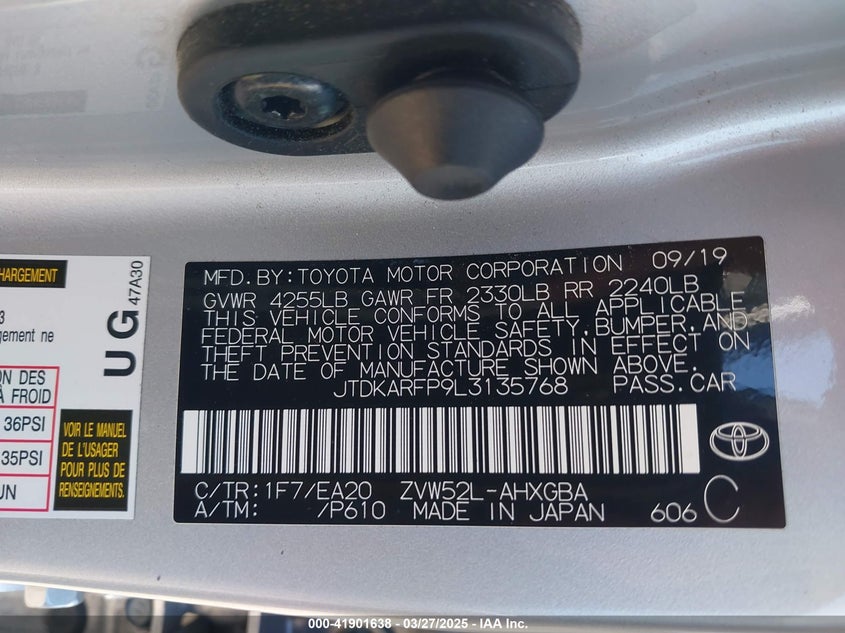 MFD.BY:TOYOTA MOTOR CORPORATION 09/19
GVWR 4255LB GAWR FR 2330LB RR 2240LB
THIS VEHICLE CONFORMS TO ALL APPLICABLE
FEDERAL MOTOR VEHICLE SAFETY,BUMPER,AND
THEFT PREVENTION STANDARDS IN EFFECT ON
THE DATE OF MANUFACTURE SHOWN ABOVE.
JTDKARFP9L3135768 PASS.CAR
C/TR:1F7/EA20 ZVW52L-AHXGBA
A/TM: /P610 MADE IN JAPAN 606 C
HARGEMENT
3
gement ne
ON DES
À FROID
36PSI
35PSI
UN
UG
47A30
VOIR LE MANUEL
DE L'USAGER
POUR PLUS DE
RENSEIGNEMENTS.
000-41901638 - 03/27/2025 - IAA Inc.